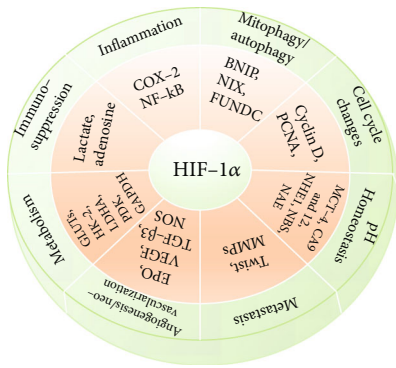 HIF–1α
Inflammation
COX–2
NF–kB
Mitophagy/
autophagy
BNIP,
NIX,
FUNDC
Cell cycle
changes
Cyclin D,
PCNA,
pH
Homeostasis
MCT–4, CA9
and 12,
NHE1, NBS,
NAE
Metastasis
Twist,
MMPs
Angiogenesis/neo–
vascularization
EPO,
VEGF,
TGF–β3,
NOS
Metabolism
GLUTs,
HK–2,
LDHA,
PDK,
GAPDH
Immuno–
suppression
Lactate,
adenosine